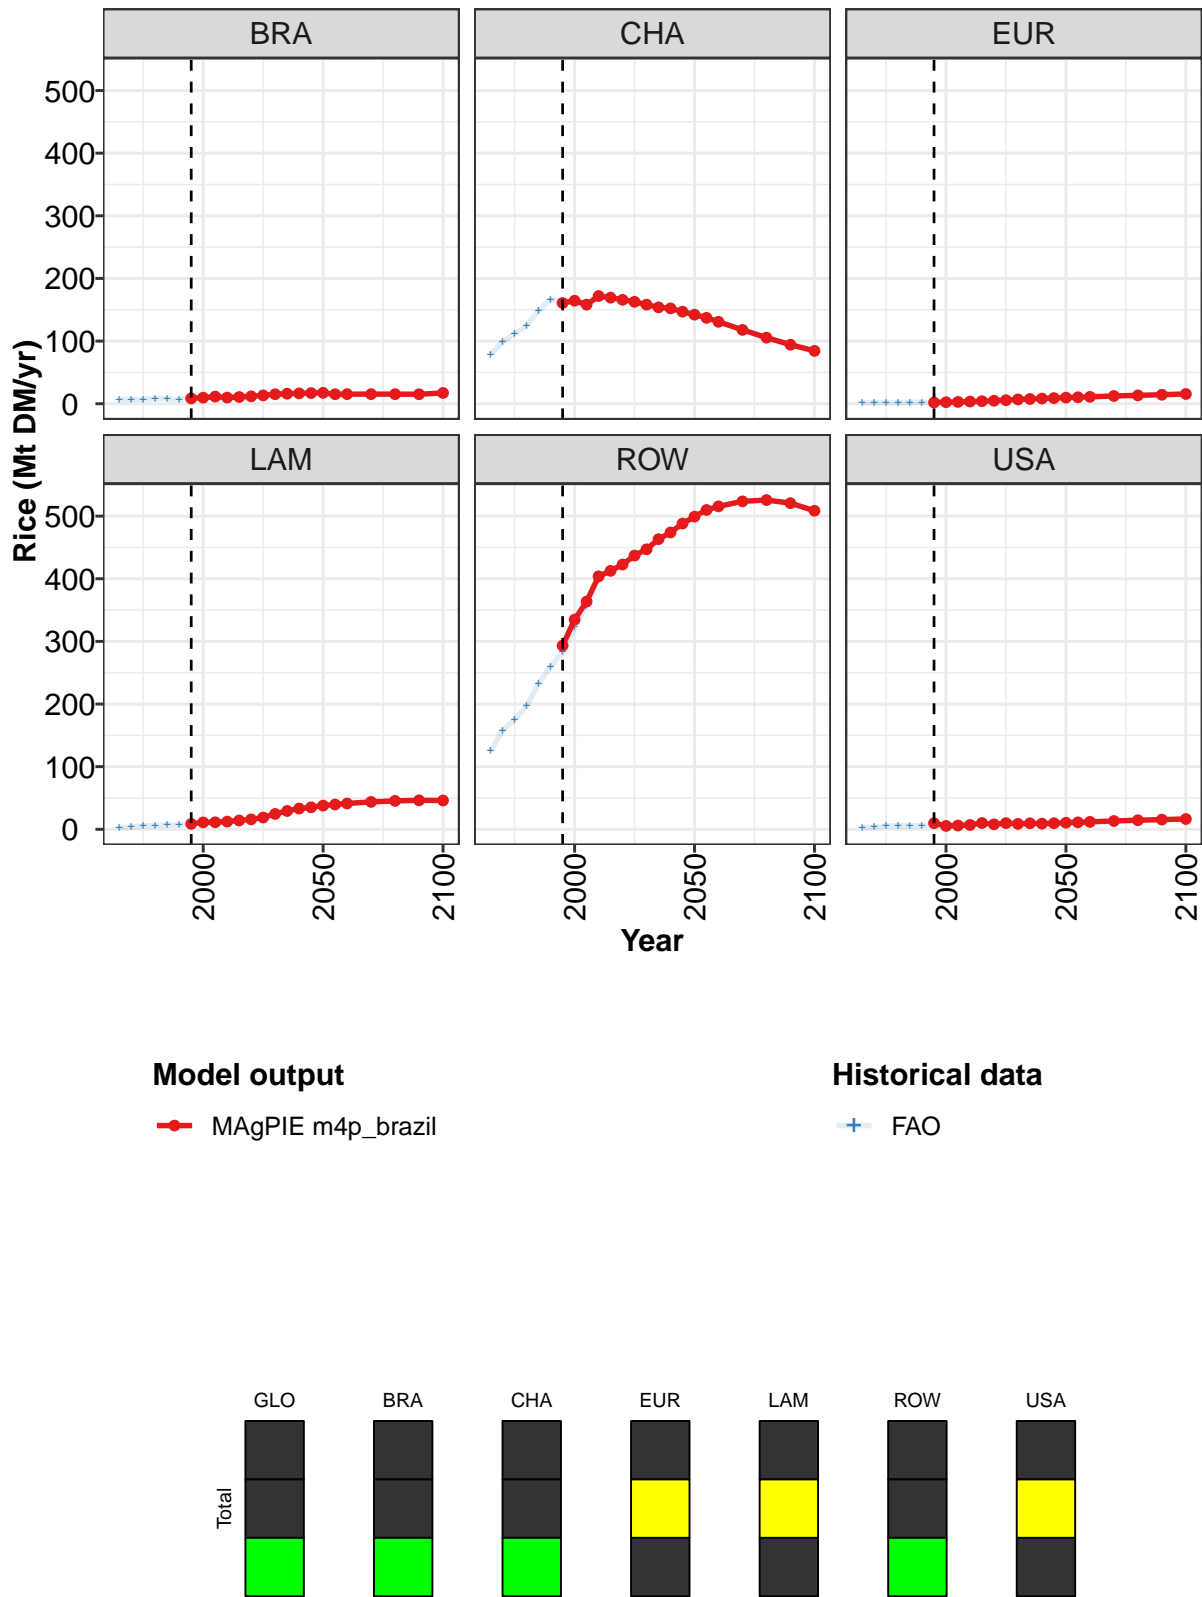 BRA CHA EUR
500
400
300
200
100
0
LAM ROW USA
500
400
300
200
100
0
Rice (Mt DM/yr)
2000 2050 2100 2000 2050 2100 2000 2050 2100
Year
Model output Historical data
MAgPIE m4p_brazil FAO
GLO BRA CHA EUR LAM ROW USA
Total